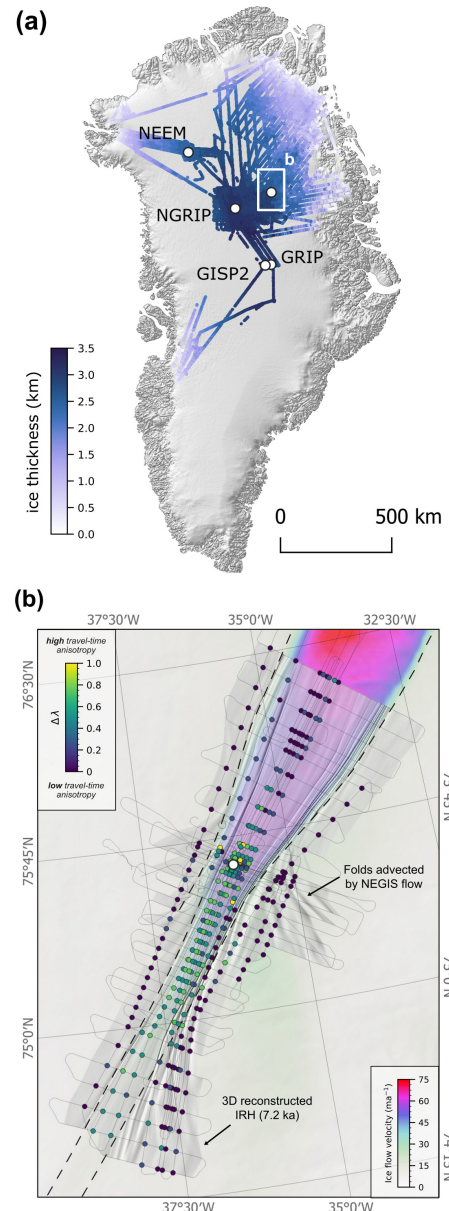 (a)
NEEM
b
NGRIP
GRIP
GISP2
ice thickness (km)
3.5
3.0
2.5
2.0
1.5
1.0
0.5
0.0
0 500 km
(b)
37°30'W 35°0'W 32°30'W
high travel-time
anisotropy
Δλ
1.0
0.8
0.6
0.4
0.2
0
low travel-time
anisotropy
76°30'N
75°45'N
75°0'N
Folds advected
by NEGIS flow
3D reconstructed
IRH (7.2 ka)
Ice flow velocity (ma⁻¹)
75
60
45
30
15
0
37°30'W 35°0'W